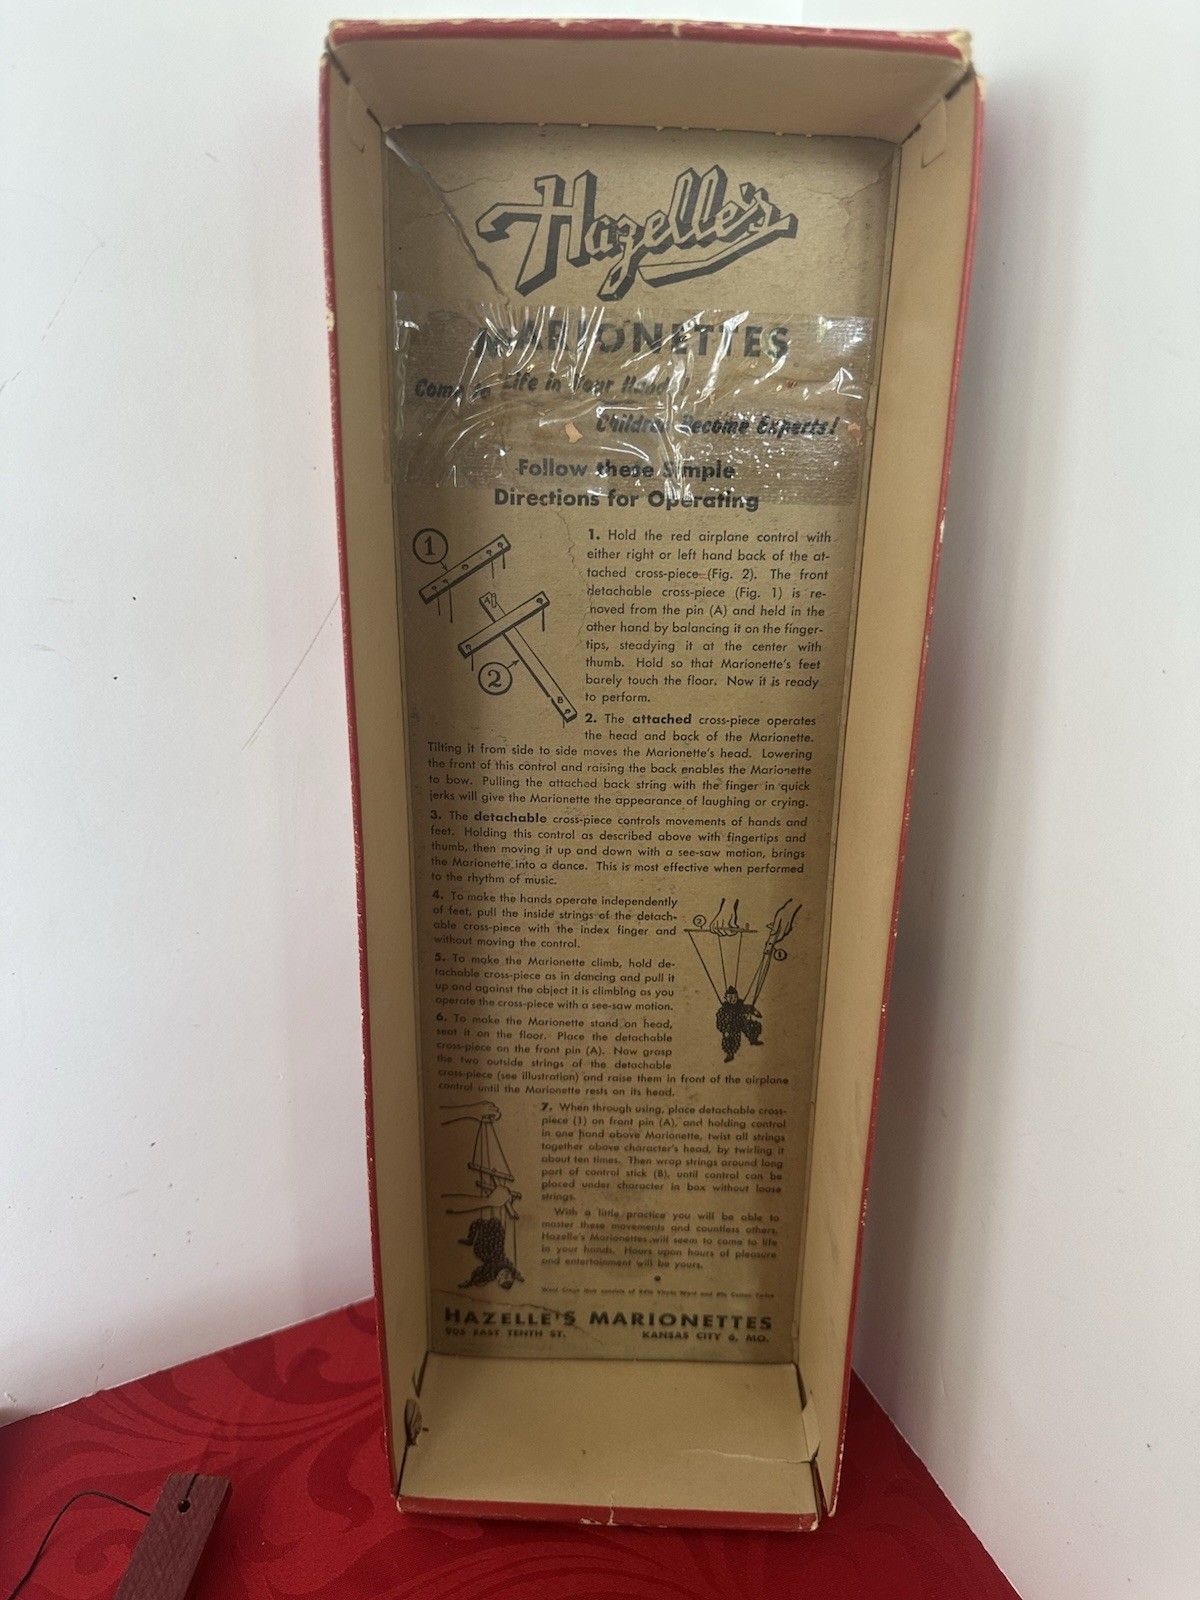 Hazelle's
MARIONETTES
Come to Life in Your Hands!
Children Become Experts!
Follow these Simple
Directions for Operating
1
2
A
B
1. Hold the red airplane control with
either right or left hand back of the at-
tached cross-piece (Fig. 2). The front
detachable cross-piece (Fig. 1) is re-
moved from the pin (A) and held in the
other hand by balancing it on the finger-
tips, steadying it at the center with
thumb. Hold so that Marionette's feet
barely touch the floor. Now it is ready
to perform.
2. The attached cross-piece operates
the head and back of the Marionette.
Tilting it from side to side moves the Marionette's head. Lowering
the front of this control and raising the back enables the Marionette
to bow. Pulling the attached back string with the finger in quick
jerks will give the Marionette the appearance of laughing or crying.
3. The detachable cross-piece controls movements of hands and
feet. Holding this control as described above with fingertips and
thumb, then moving it up and down with a see-saw motion, brings
the Marionette into a dance. This is most effective when performed
to the rhythm of music.
4. To make the hands operate independently
of feet, pull the inside strings of the detach-
able cross-piece with the index finger and
without moving the control.
2
1
5. To make the Marionette climb, hold de-
tachable cross-piece as in dancing and pull it
up and against the object it is climbing as you
operate the cross-piece with a see-saw motion.
6. To make the Marionette stand on head,
seat it on the floor. Place the detachable
cross-piece on the front pin (A). Now grasp
the two outside strings of the detachable
cross-piece (see illustration) and raise them in front of the airplane
control until the Marionette rests on its head.
7. When through using, place detachable cross-
piece (1) on front pin (A), and holding control
in one hand above Marionette, twist all strings
together above character's head, by twirling it
about ten times. Then wrap strings around long
part of control stick (B), until control can be
placed under character in box without loose
strings.
With a little practice you will be able to
master these movements and countless others.
Hazelle's Marionettes will seem to come to life
in your hands. Hours upon hours of pleasure
and entertainment will be yours.
HAZELLE'S MARIONETTES
905 EAST TENTH ST. KANSAS CITY 6, MO.